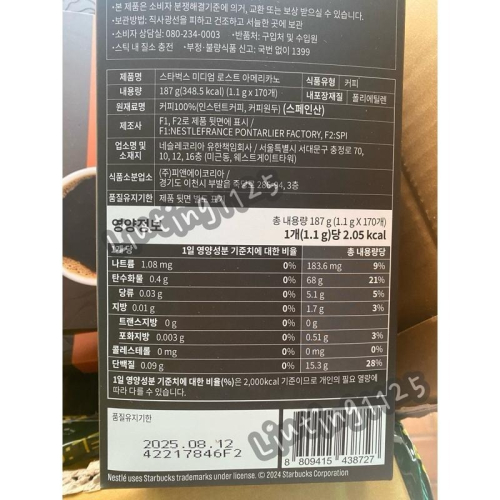 • 본 제품은 소비자 분쟁해결기준에 의거, 교환 또는 보상 받으실 수 있습니다.
• 보관방법: 직사광선을 피하고 건조하고 서늘한 곳에 보관
• 소비자 상담실: 080-234-0003 • 반품처: 구입처 및 수입원
• 스틱 내 질소 충전 • 부정·불량식품 신고: 국번 없이 1399
제품명 스타벅스 미디엄 로스트 아메리카노 식품유형 커피
내용량 187 g(348.5 kcal) (1.1 g x 170개) 내포장재질 폴리에틸렌
원재료명 커피100%(인스턴트커피, 커피원두) (스페인산)
제조사 F1, F2로 제품 뒷면에 표시 /
F1:NESTLEFRANCE PONTARLIER FACTORY, F2:SPI
업소명 및 소재지 네슬레코리아 유한책임회사 / 서울특별시 서대문구 충정로 70,
10, 12, 16층 (미근동, 웨스트게이트타워)
식품소분업소 (주)피앤에이코리아 /
경기도 이천시 부발읍 286-94, 3층
품질유지기한 제품 뒷면 별도 표기
영양정보 총 내용량 187 g (1.1 g X 170개)
1개(1.1 g)당 2.05 kcal
1개당 1일 영양성분 기준치에 대한 비율 총 내용량당
나트륨 1.08 mg 0% 183.6 mg 9%
탄수화물 0.4 g 0% 68 g 21%
당류 0.03 g 0% 5.1 g 5%
지방 0.01 g 0% 1.7 g 3%
트랜스지방 0 g 0% 0 g
포화지방 0.003 g 0% 0.51 g 3%
콜레스테롤 0 mg 0% 0 mg 0%
단백질 0.09 g 0% 15.3 g 28%
1일 영양성분 기준치에 대한 비율(%)은 2,000kcal 기준이므로 개인의 필요 열량에
따라 다를 수 있습니다.
품질유지기한
2025.08.12
42217846F2
8 809415 438727
Nestlé uses Starbucks trademarks under license. © 2024 Starbucks Corporation
Linting1125
Linting1125
Linting1125
Linting1125